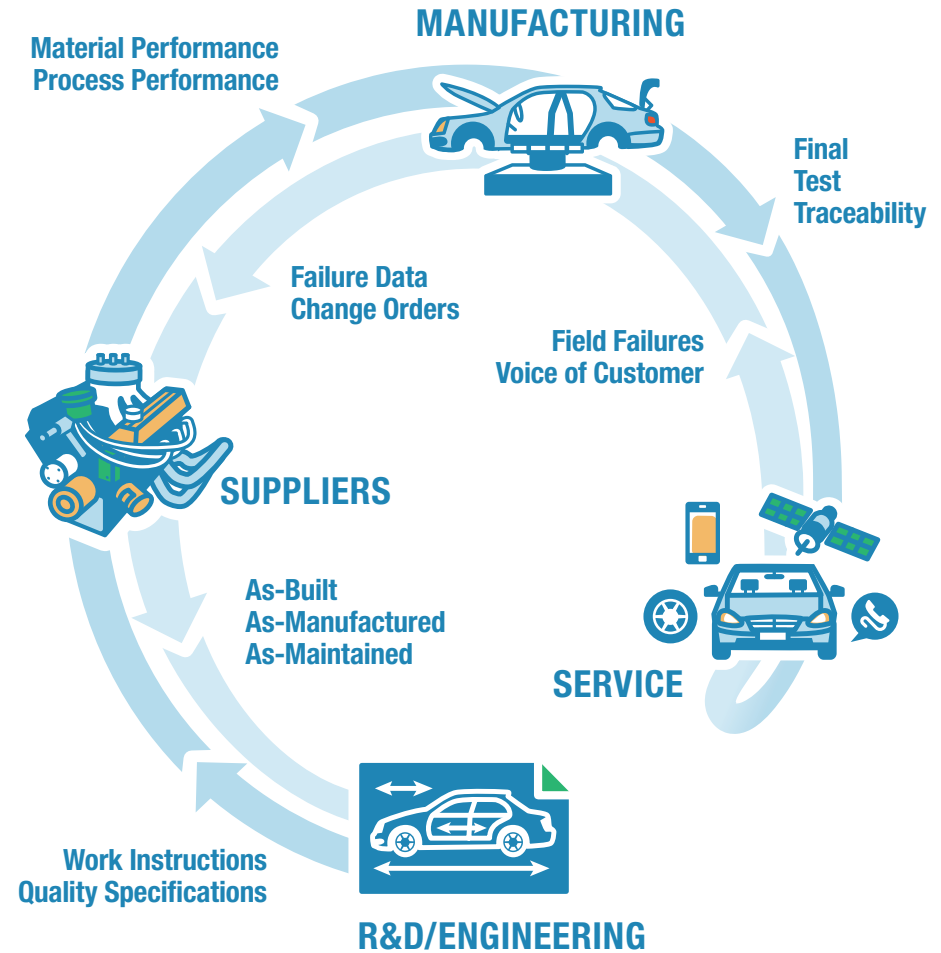 MANUFACTURING
Material Performance
Process Performance
Final
Test
Traceability
Failure Data
Change Orders
Field Failures
Voice of Customer
SUPPLIERS
As-Built
As-Manufactured
As-Maintained
SERVICE
Work Instructions
Quality Specifications
R&D/ENGINEERING